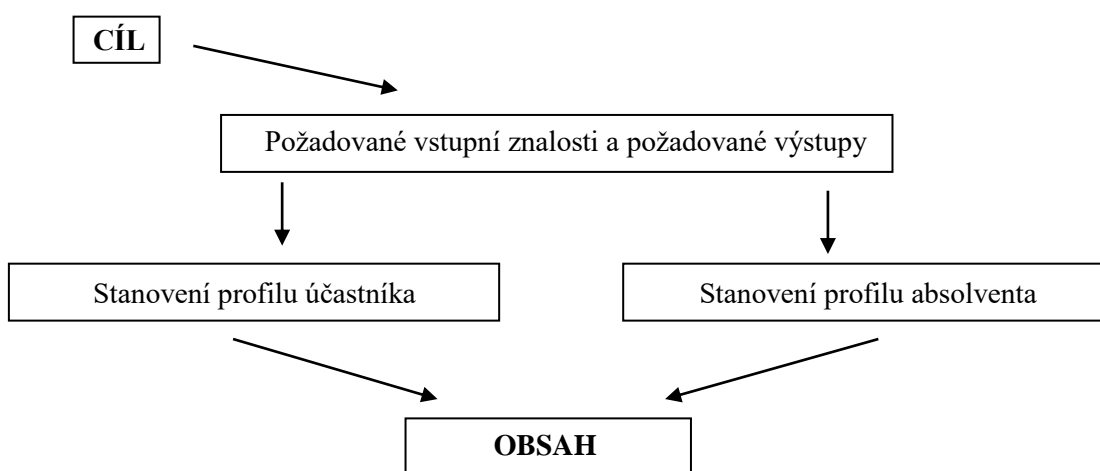 CÍL
Požadované vstupní znalosti a požadované výstupy
Stanovení profilu účastníka
Stanovení profilu absolventa
OBSAH